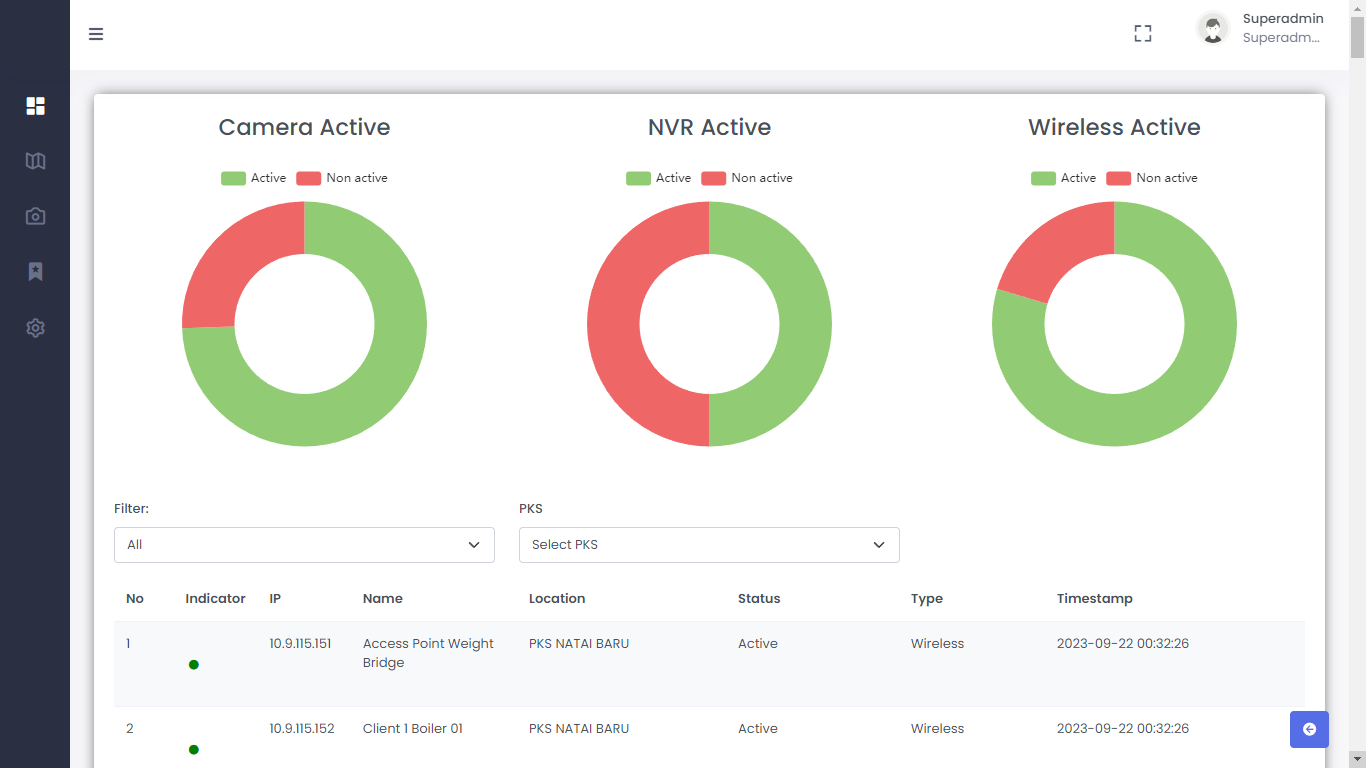 Superadmin
Superadm...
Camera Active
NVR Active
Wireless Active
Active Non active
Active Non active
Active Non active
Filter:
PKS
All
Select PKS
No Indicator IP Name Location Status Type Timestamp
1 10.9.115.151 Access Point Weight PKS NATAI BARU Active Wireless 2023-09-22 00:32:26
Bridge
2 10.9.115.152 Client 1 Boiler 01 PKS NATAI BARU Active Wireless 2023-09-22 00:32:26